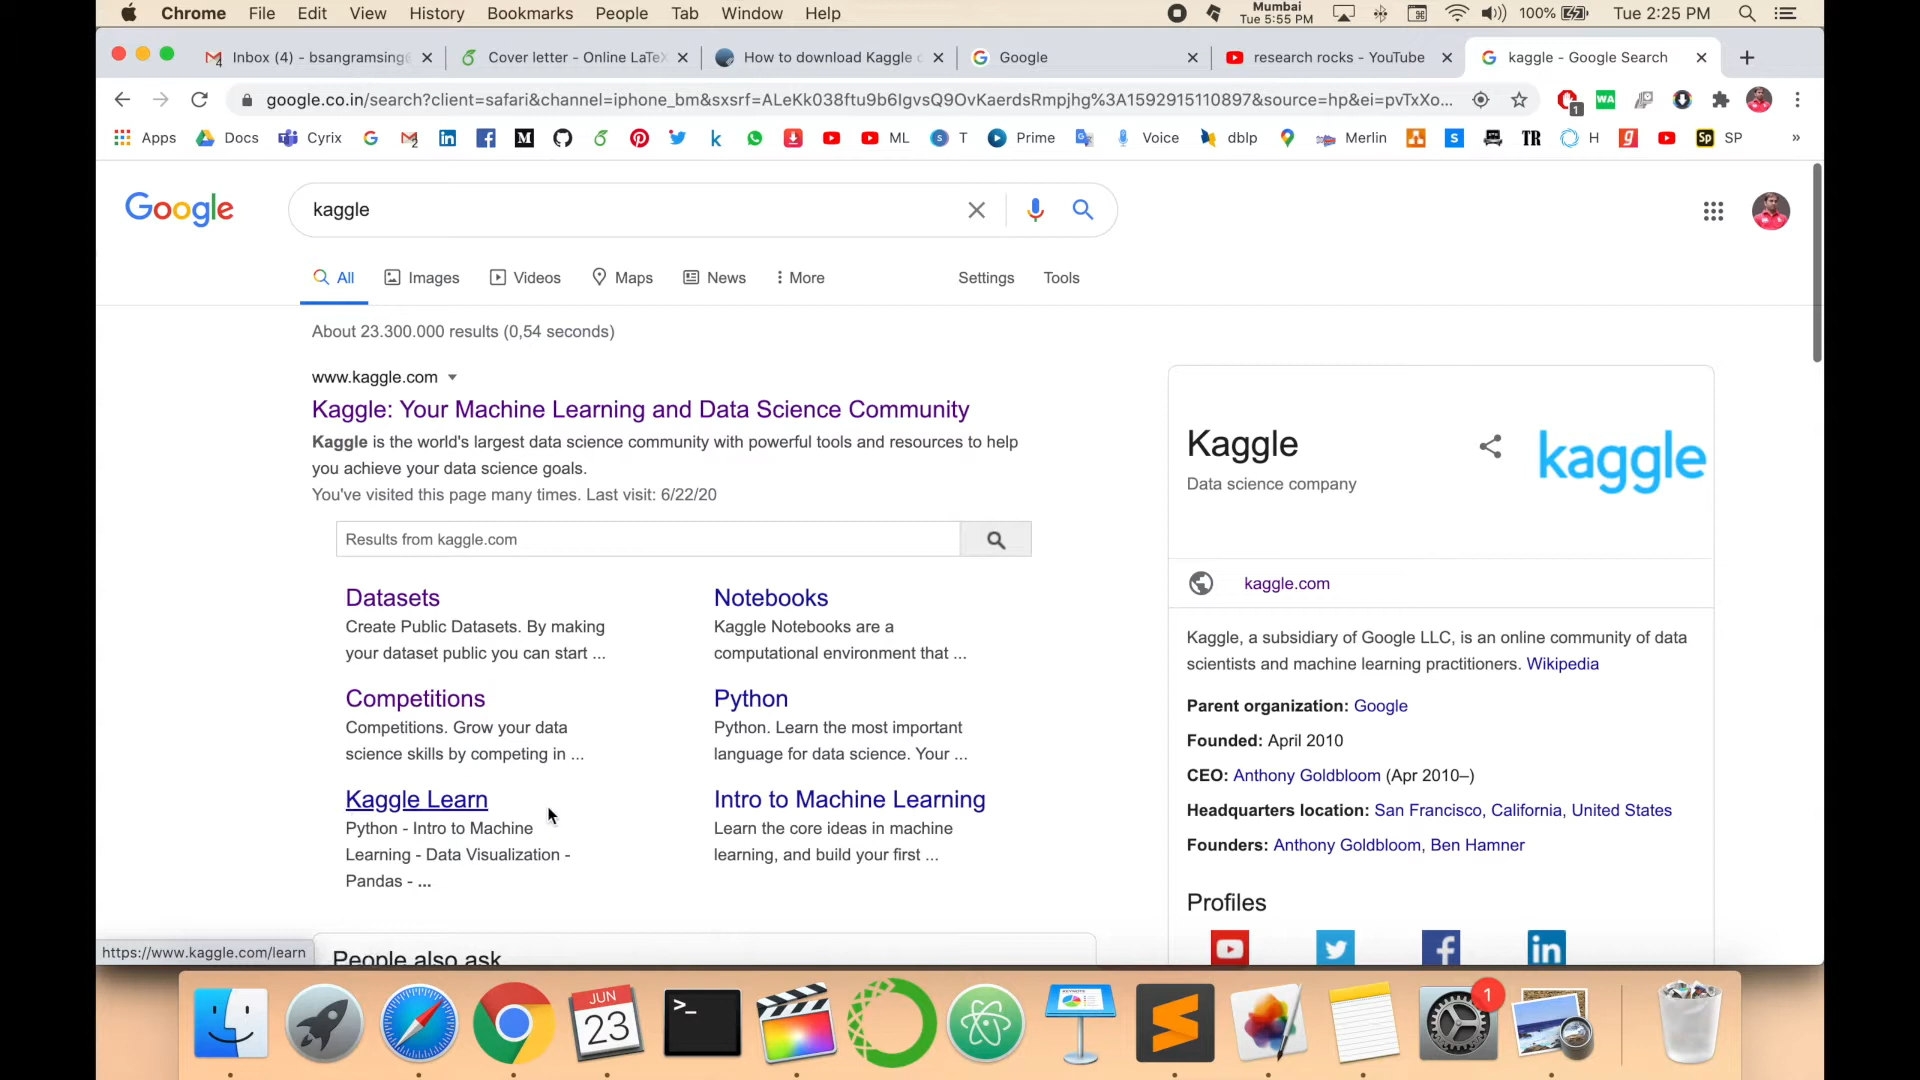 Chrome File Edit View History Bookmarks People Tab Window Help
Mumbai
Tue 5:55 PM
100%
Tue 2:25 PM
Inbox (4) - bsangramsing
Cover letter - Online LaTeX
How to download Kaggle
Google
research rocks - YouTube
kaggle - Google Search
google.co.in/search?client=safari&channel=iphone_bm&sxsrf=ALeKk038ftu9b6IgvsQ9OvKaerdsRmpjhg%3A1592915110897&source=hp&ei=pvTxXo...
1
WA
Apps Docs Cyrix ML T Prime Voice dblp Merlin TR H SP
Google
kaggle
All Images Videos Maps News More Settings Tools
About 23.300.000 results (0,54 seconds)
www.kaggle.com
Kaggle: Your Machine Learning and Data Science Community
Kaggle is the world's largest data science community with powerful tools and resources to help
you achieve your data science goals.
You've visited this page many times. Last visit: 6/22/20
Results from kaggle.com
Datasets
Create Public Datasets. By making
your dataset public you can start ...
Notebooks
Kaggle Notebooks are a
computational environment that ...
Competitions
Competitions. Grow your data
science skills by competing in ...
Python
Python. Learn the most important
language for data science. Your ...
Kaggle Learn
Python - Intro to Machine
Learning - Data Visualization -
Pandas - ...
Intro to Machine Learning
Learn the core ideas in machine
learning, and build your first ...
People also ask
Kaggle
Data science company
kaggle
kaggle.com
Kaggle, a subsidiary of Google LLC, is an online community of data
scientists and machine learning practitioners. Wikipedia
Parent organization: Google
Founded: April 2010
CEO: Anthony Goldbloom (Apr 2010–)
Headquarters location: San Francisco, California, United States
Founders: Anthony Goldbloom, Ben Hamner
Profiles
https://www.kaggle.com/learn
JUN
23
1